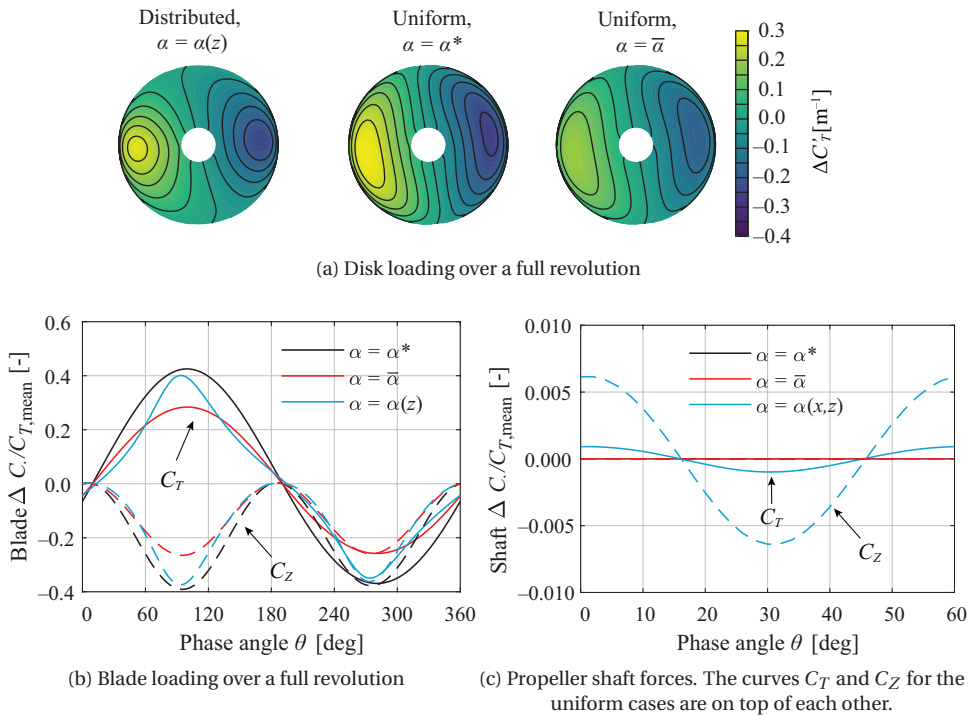 Distributed,
α = α(z)
Uniform,
α = α*
Uniform,
α = α̅
0.3
0.2
0.1
0.0
−0.1
−0.2
−0.3
−0.4
ΔC'T [m⁻¹]
(a) Disk loading over a full revolution
0.6
0.4
0.2
0.0
−0.2
−0.4
Blade Δ C./CT,mean [-]
α = α*
α = α̅
α = α(z)
CT
CZ
0 60 120 180 240 300 360
Phase angle θ [deg]
(b) Blade loading over a full revolution
0.010
0.005
0.000
−0.005
−0.010
Shaft Δ C./CT,mean [-]
α = α*
α = α̅
α = α(x,z)
CT
CZ
0 10 20 30 40 50 60
Phase angle θ [deg]
(c) Propeller shaft forces. The curves CT and CZ for the
uniform cases are on top of each other.